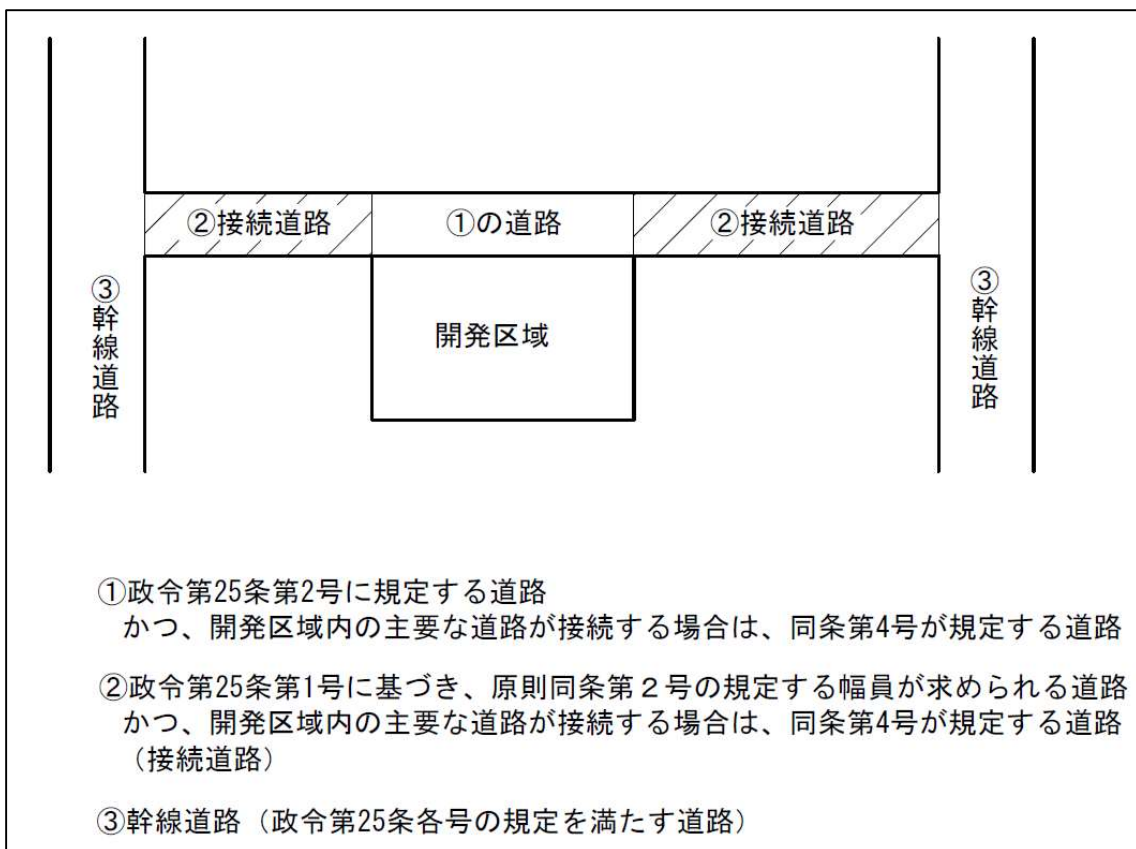 ②接続道路
①の道路
②接続道路
③幹線道路
開発区域
③幹線道路
①政令第25条第2号に規定する道路
かつ、開発区域内の主要な道路が接続する場合は、同条第4号が規定する道路
②政令第25条第1号に基づき、原則同条第２号の規定する幅員が求められる道路
かつ、開発区域内の主要な道路が接続する場合は、同条第4号が規定する道路
（接続道路）
③幹線道路（政令第25条各号の規定を満たす道路）